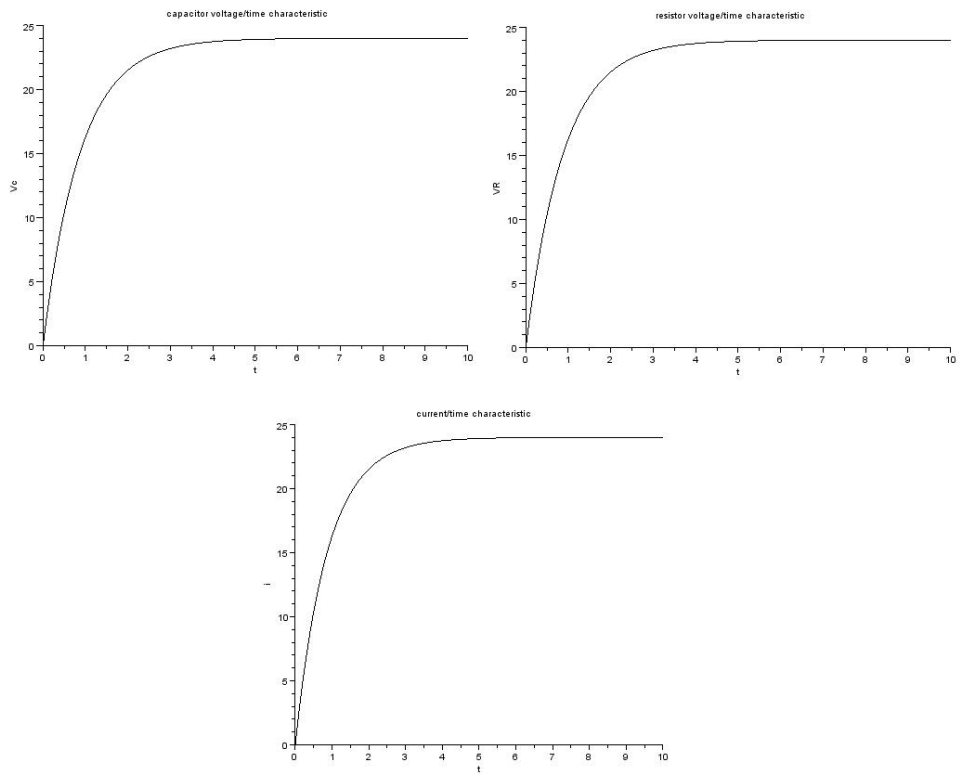 capacitor voltage/time characteristic
25
20
15
10
5
0
Vc
0 1 2 3 4 5 6 7 8 9 10
t
resistor voltage/time characteristic
25
20
15
10
5
0
VR
0 1 2 3 4 5 6 7 8 9 10
t
current/time characteristic
25
20
15
10
5
0
i
0 1 2 3 4 5 6 7 8 9 10
t